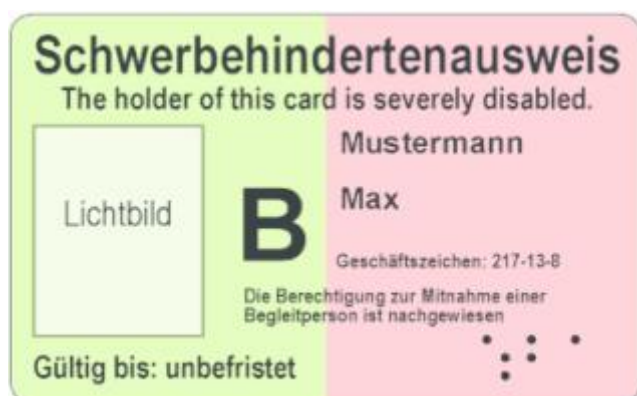 Schwerbehindertenausweis
The holder of this card is severely disabled.
Mustermann
Lichtbild
B
Max
Geschäftszeichen: 217-13-8
Die Berechtigung zur Mitnahme einer
Begleitperson ist nachgewiesen
Gültig bis: unbefristet